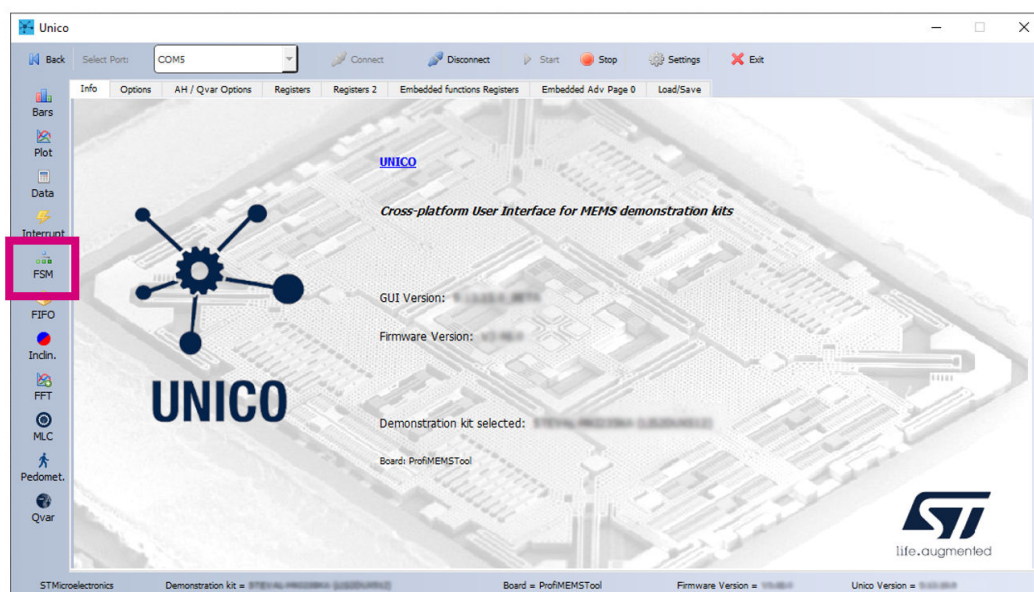 Unico
Back
Select Port:
COM5
Connect
Disconnect
Start
Stop
Settings
Exit
Info
Options
AH / Qvar Options
Registers
Registers 2
Embedded functions Registers
Embedded Adv Page 0
Load/Save
Bars
Plot
Data
Interrupt
FSM
FIFO
Inclin.
FFT
MLC
Pedomet.
Qvar
UNICO
Cross-platform User Interface for MEMS demonstration kits
GUI Version:
Firmware Version:
UNICO
Demonstration kit selected:
Board: ProfiMEMSTool
ST
life.augmented
STMicroelectronics
Demonstration kit =
Board = ProfiMEMSTool
Firmware Version =
Unico Version =